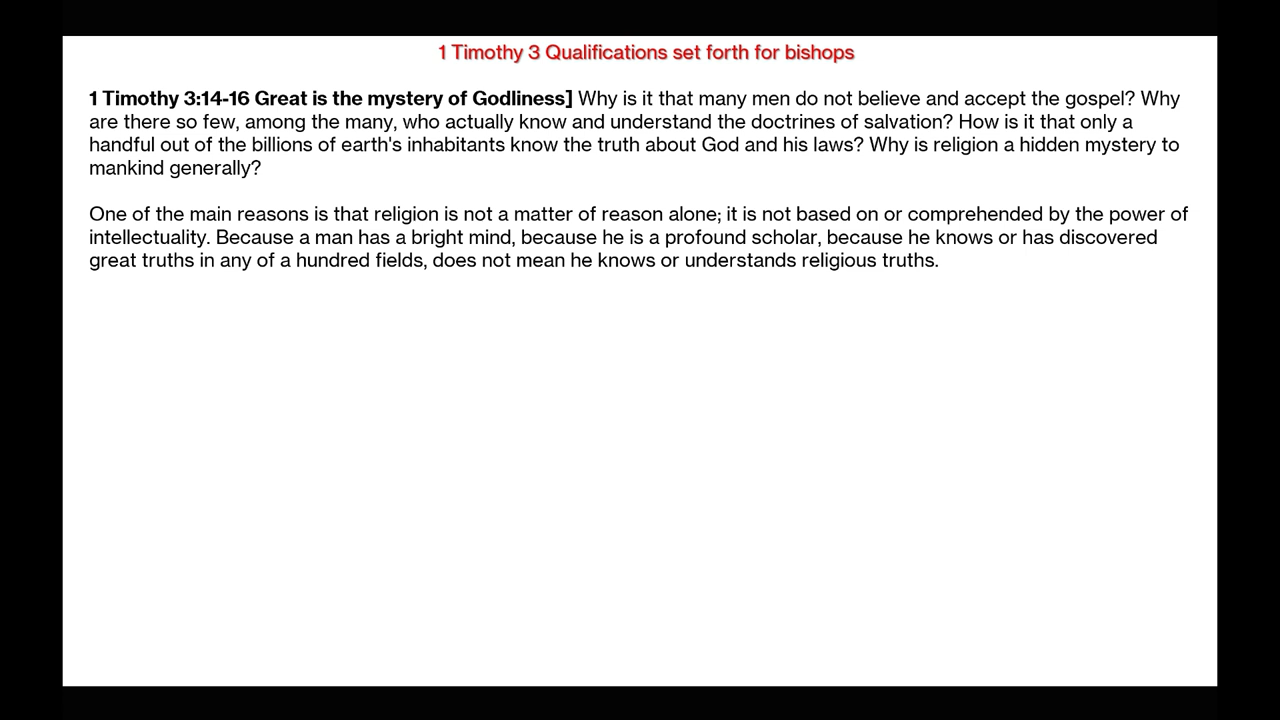 1 Timothy 3 Qualifications set forth for bishops
1 Timothy 3:14-16 Great is the mystery of Godliness] Why is it that many men do not believe and accept the gospel? Why
are there so few, among the many, who actually know and understand the doctrines of salvation? How is it that only a
handful out of the billions of earth's inhabitants know the truth about God and his laws? Why is religion a hidden mystery to
mankind generally?
One of the main reasons is that religion is not a matter of reason alone; it is not based on or comprehended by the power of
intellectuality. Because a man has a bright mind, because he is a profound scholar, because he knows or has discovered
great truths in any of a hundred fields, does not mean he knows or understands religious truths.